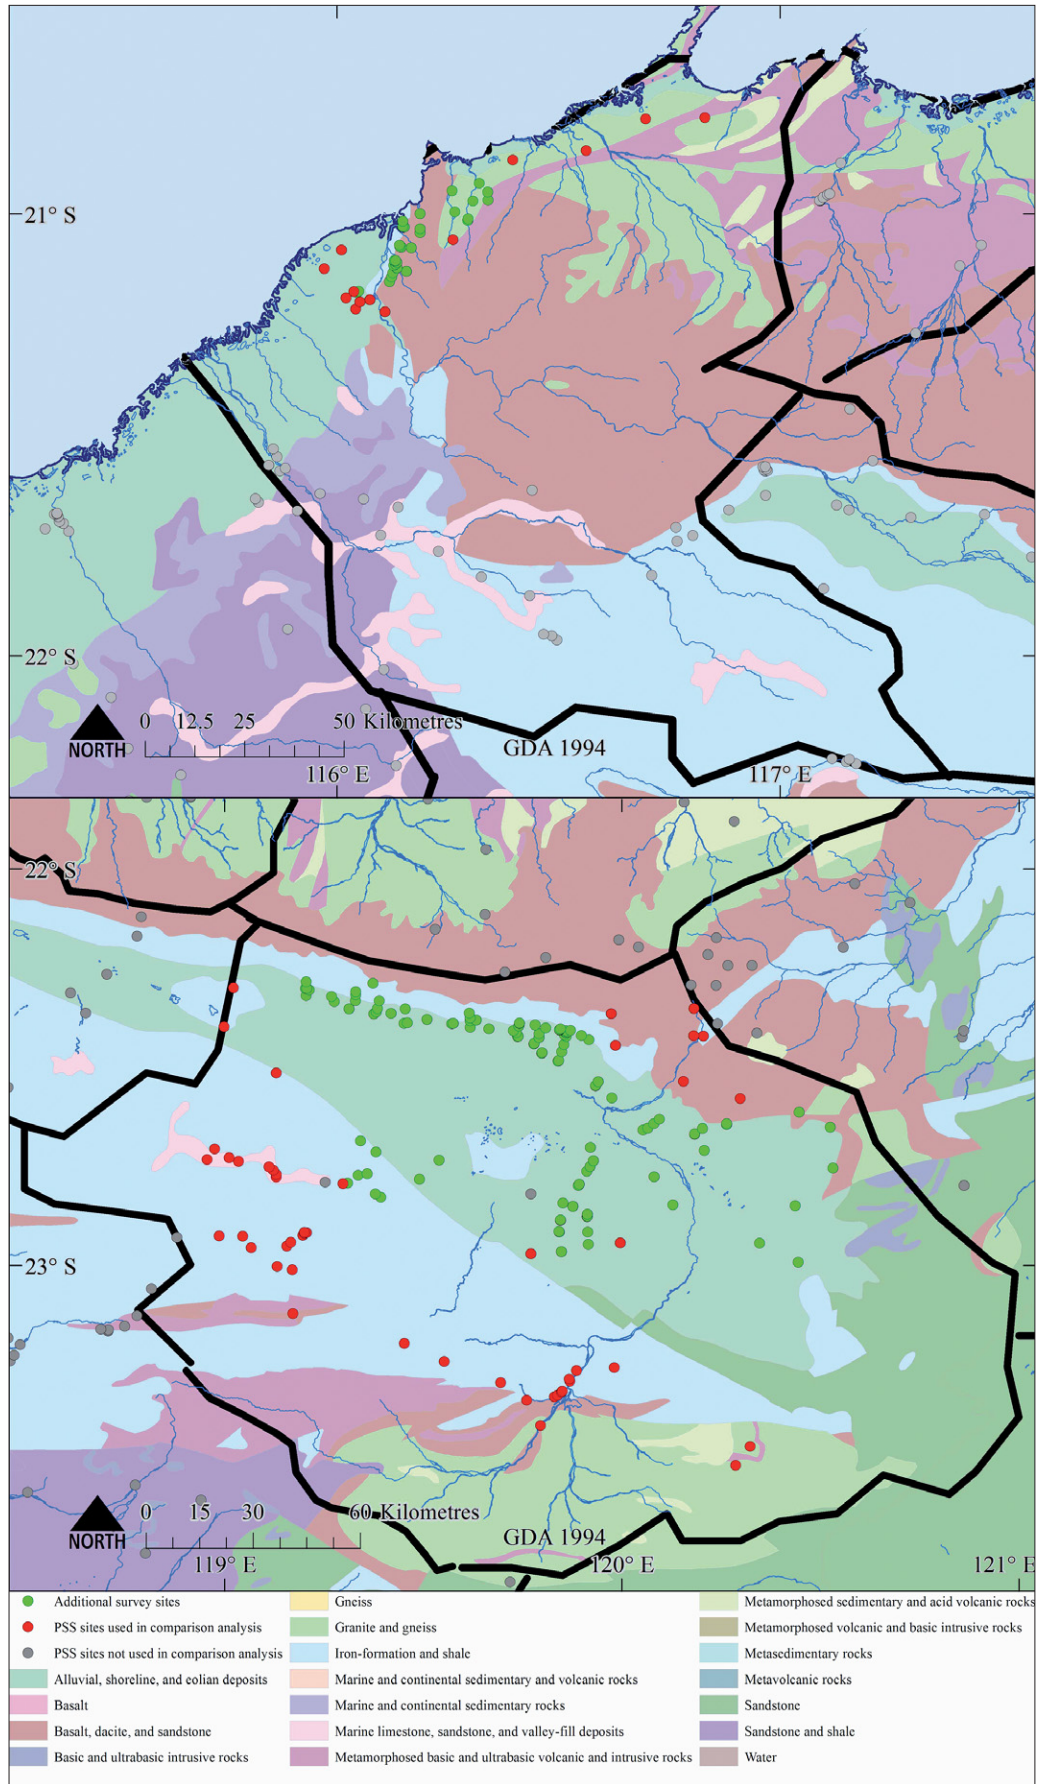 21° S
22° S
0 12.5 25 50 Kilometres
NORTH
GDA 1994
116° E
117° E
22° S
23° S
0 15 30 60 Kilometres
NORTH
GDA 1994
119° E
120° E
121° E
Additional survey sites
PSS sites used in comparison analysis
PSS sites not used in comparison analysis
Alluvial, shoreline, and eolian deposits
Basalt
Basalt, dacite, and sandstone
Basic and ultrabasic intrusive rocks
Gneiss
Granite and gneiss
Iron-formation and shale
Marine and continental sedimentary and volcanic rocks
Marine and continental sedimentary rocks
Marine limestone, sandstone, and valley-fill deposits
Metamorphosed basic and ultrabasic volcanic and intrusive rocks
Metamorphosed sedimentary and acid volcanic rocks
Metamorphosed volcanic and basic intrusive rocks
Metasedimentary rocks
Metavolcanic rocks
Sandstone
Sandstone and shale
Water